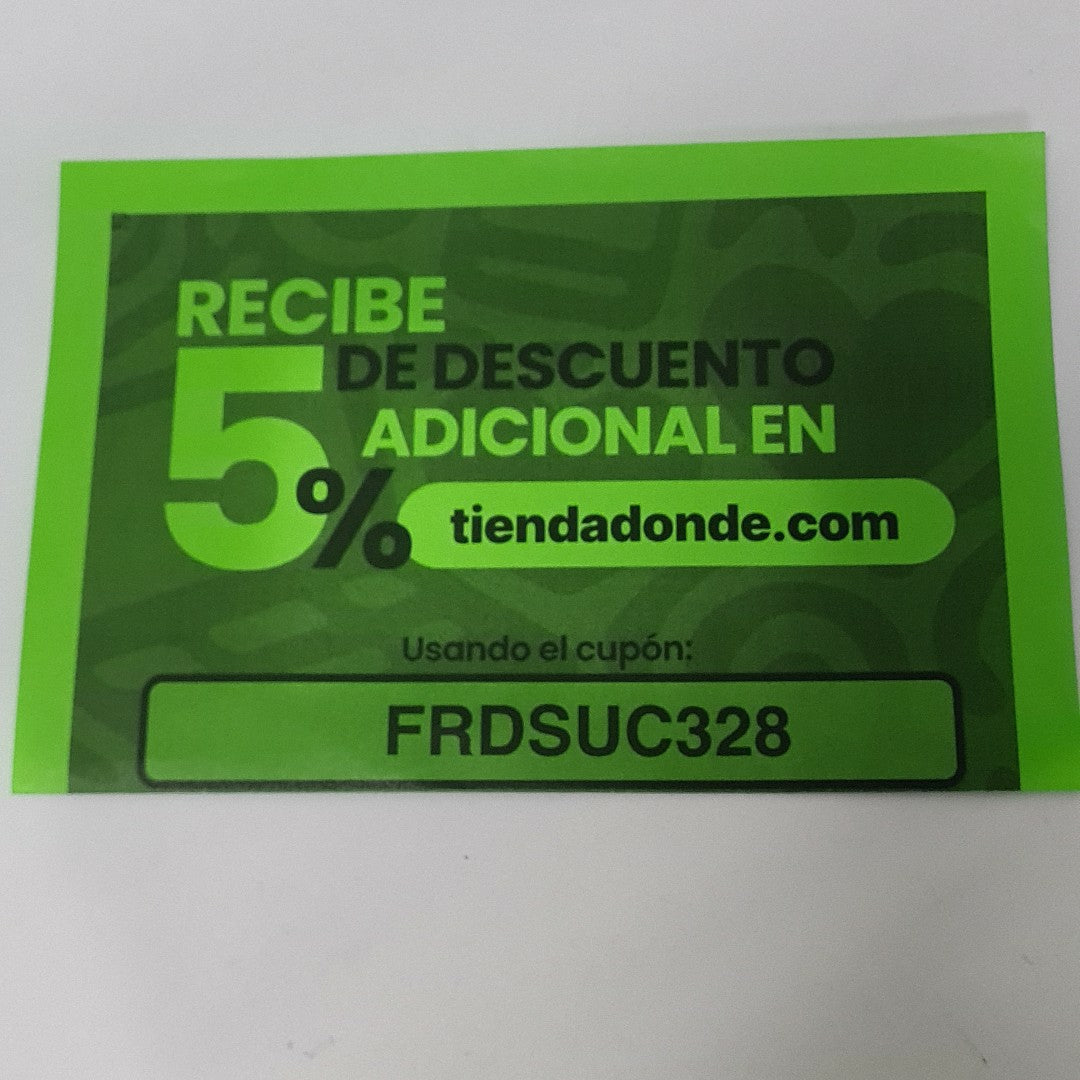 RECIBE
5% DE DESCUENTO
ADICIONAL EN
tiendadonde.com
Usando el cupón:
FRDSUC328